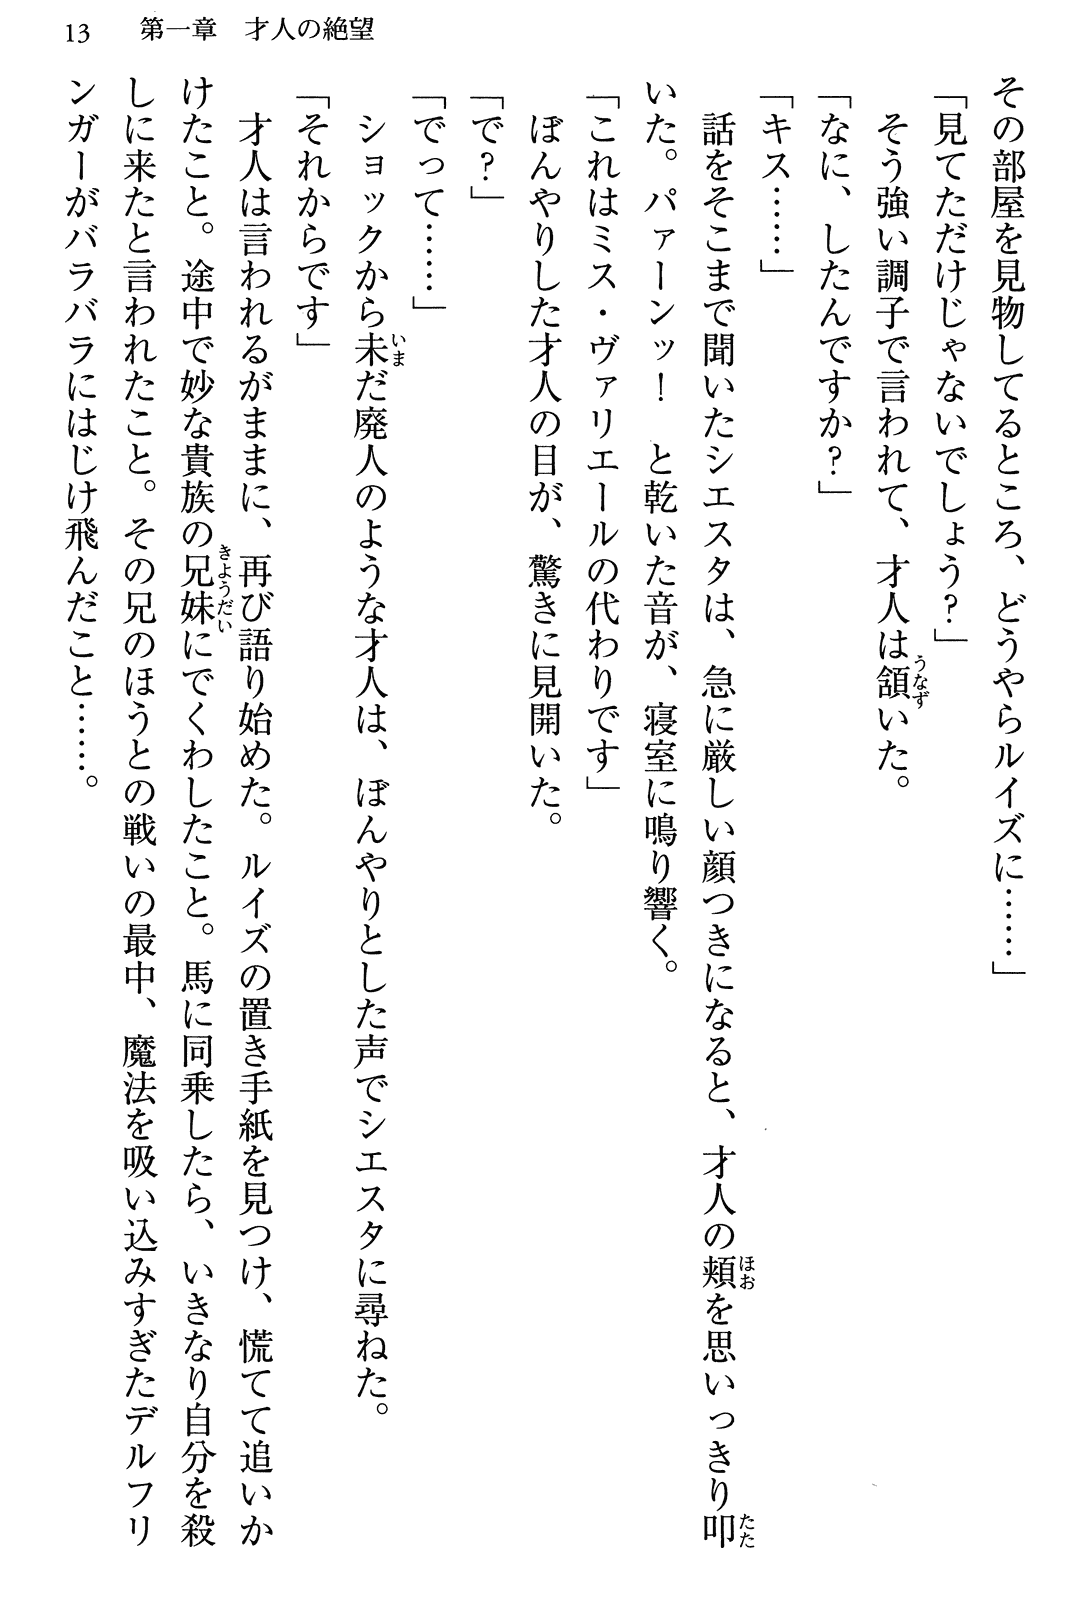 13　第一章　才人の絶望
その部屋を見物してるところ、どうやらルイズに……」
「見てただけじゃないでしょう？」
　そう強い調子で言われて、才人は頷いた。
「なに、したんですか？」
「キス……」
　話をそこまで聞いたシエスタは、急に厳しい顔つきになると、才人の頬を思いっきり叩
いた。パァーンッ！　と乾いた音が、寝室に鳴り響く。
「これはミス・ヴァリエールの代わりです」
　ぼんやりした才人の目が、驚きに見開いた。
「で？」
「でって……」
　ショックから未だ廃人のような才人は、ぼんやりとした声でシエスタに尋ねた。
「それからです」
　才人は言われるがままに、再び語り始めた。ルイズの置き手紙を見つけ、慌てて追いか
けたこと。途中で妙な貴族の兄妹にでくわしたこと。馬に同乗したら、いきなり自分を殺
しに来たと言われたこと。その兄のほうとの戦いの最中、魔法を吸い込みすぎたデルフリ
ンガーがバラバラにはじけ飛んだこと……。